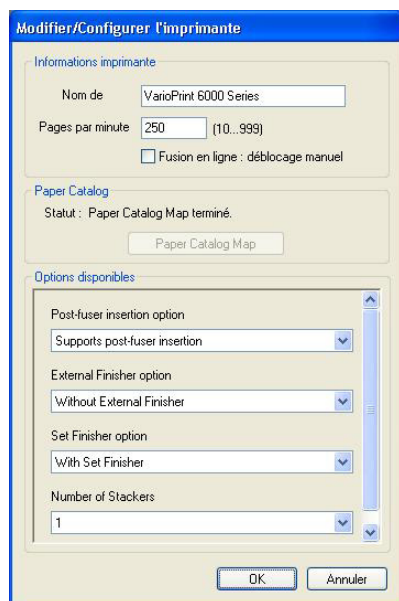 Modifier/Configurer l'imprimante
Informations imprimante
Nom de VarioPrint 6000 Series
Pages par minute 250 (10...999)
Fusion en ligne : déblocage manuel
Paper Catalog
Statut : Paper Catalog Map terminé.
Paper Catalog Map
Options disponibles
Post-fuser insertion option
Supports post-fuser insertion
External Finisher option
Without External Finisher
Set Finisher option
With Set Finisher
Number of Stackers
1
OK Annuler